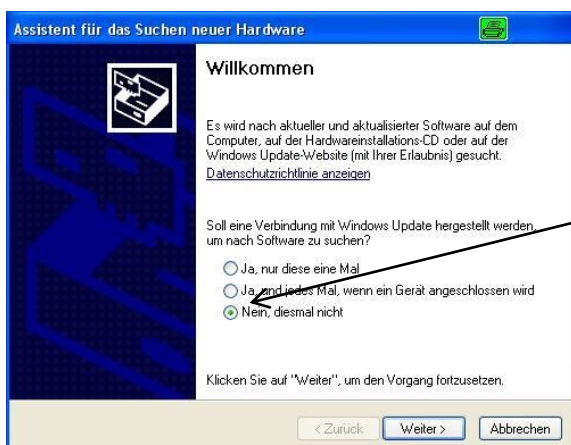 Assistent für das Suchen neuer Hardware
Willkommen
Es wird nach aktueller und aktualisierter Software auf dem
Computer, auf der Hardwareinstallations-CD oder auf der
Windows Update-Website (mit Ihrer Erlaubnis) gesucht.
Datenschutzrichtlinie anzeigen
Soll eine Verbindung mit Windows Update hergestellt werden,
um nach Software zu suchen?
Ja, nur diese eine Mal
Ja, und jedes Mal, wenn ein Gerät angeschlossen wird
Nein, diesmal nicht
Klicken Sie auf "Weiter", um den Vorgang fortzusetzen.
< Zurück Weiter > Abbrechen